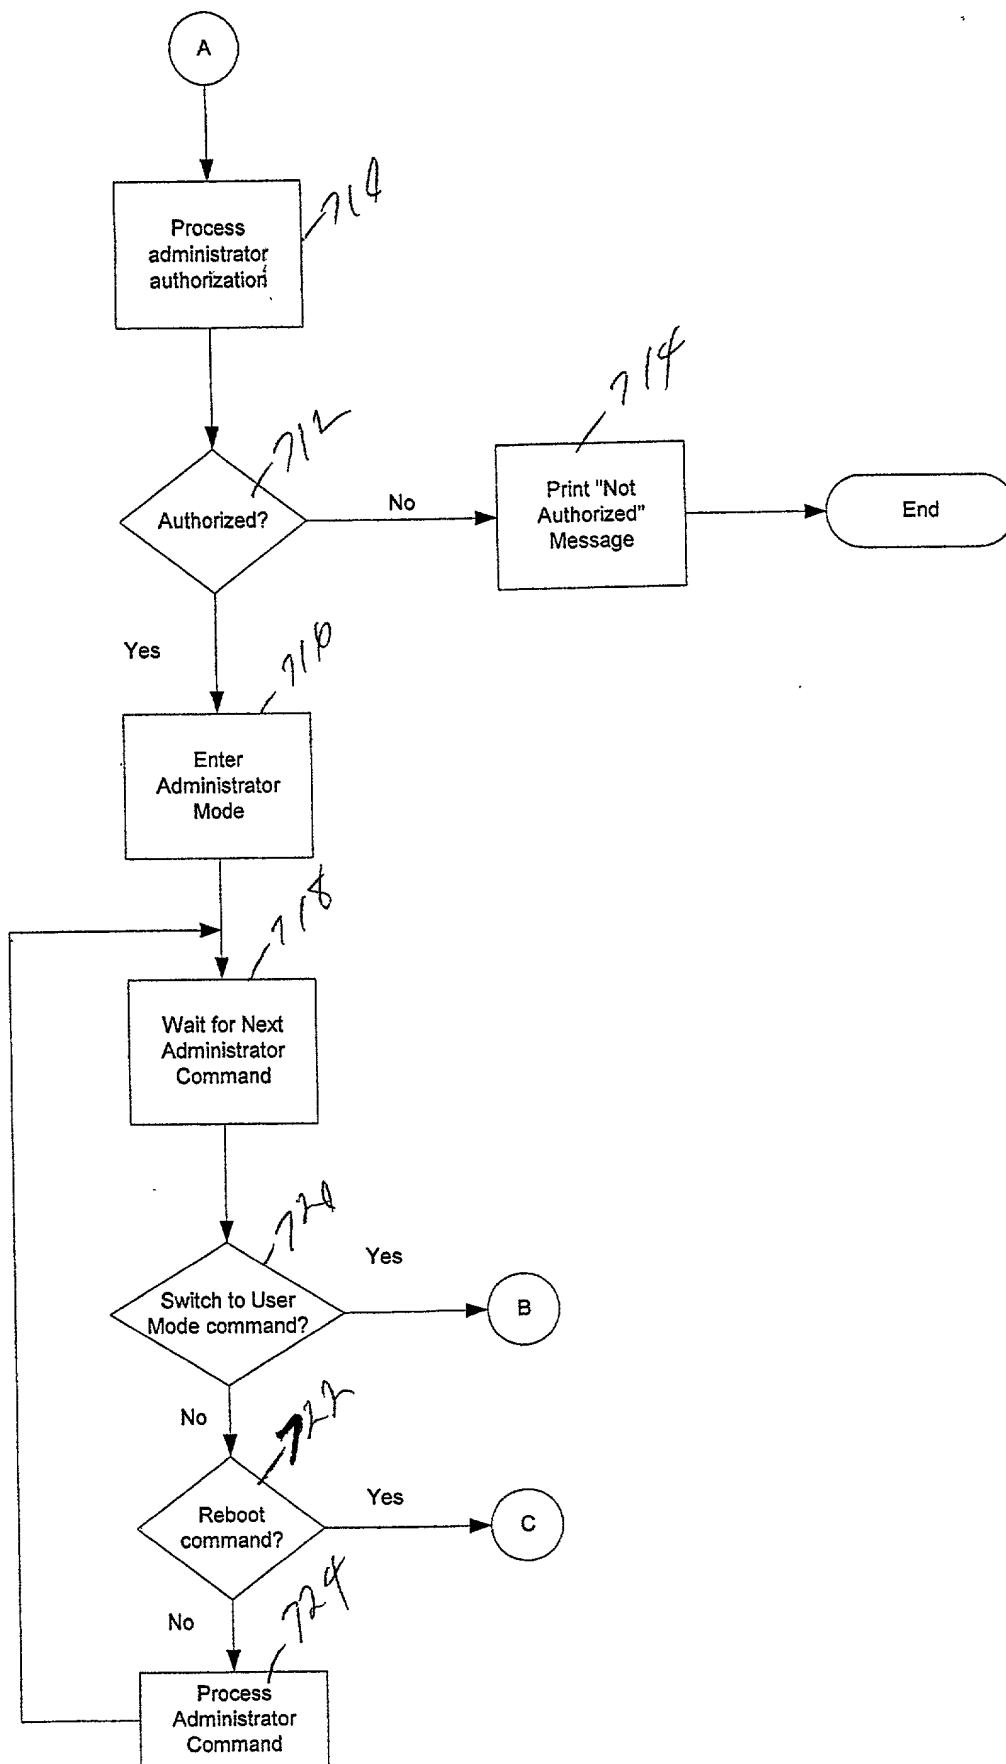 A
Process
administrator
authorization
712
Authorized?
No
714
Print "Not
Authorized"
Message
End
Yes
Enter
Administrator
Mode
718
Wait for Next
Administrator
Command
720
Switch to User
Mode command?
Yes
B
No
722
Reboot
command?
Yes
C
No
724
Process
Administrator
Command